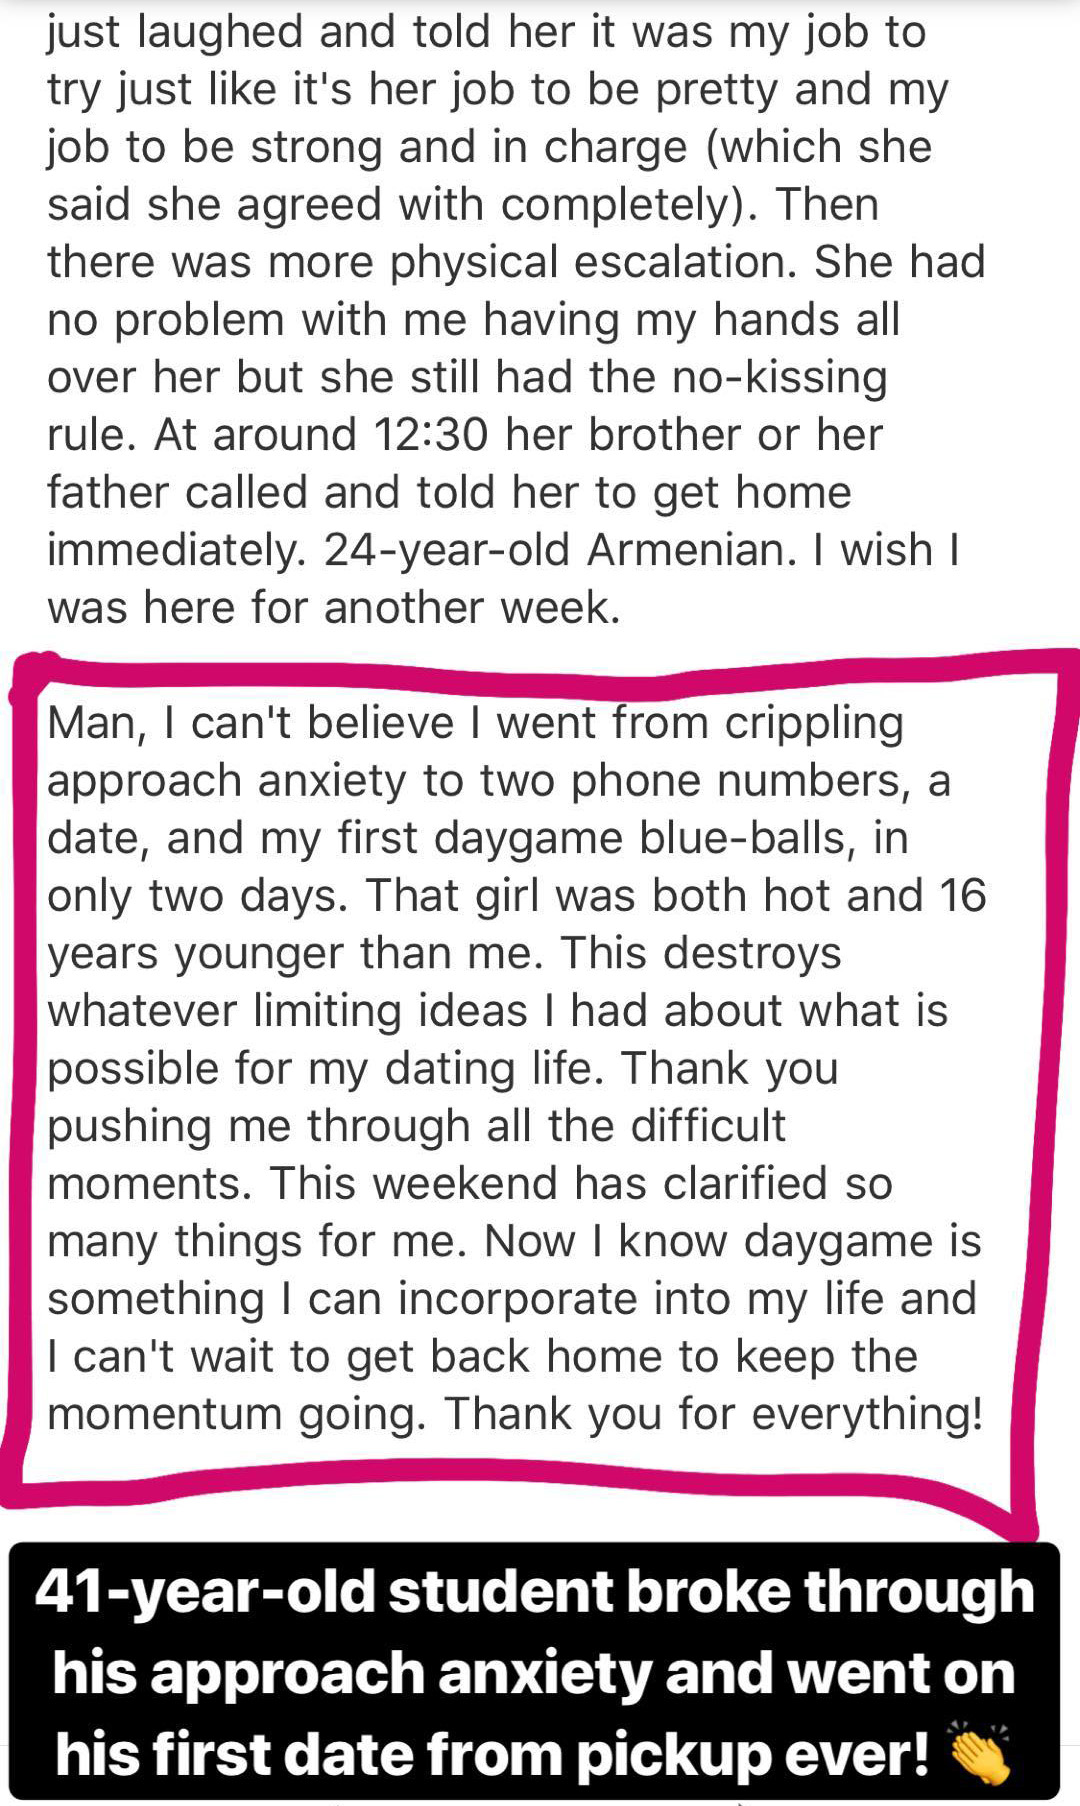 just laughed and told her it was my job to
try just like it's her job to be pretty and my
job to be strong and in charge (which she
said she agreed with completely). Then
there was more physical escalation. She had
no problem with me having my hands all
over her but she still had the no-kissing
rule. At around 12:30 her brother or her
father called and told her to get home
immediately. 24-year-old Armenian. I wish I
was here for another week.
Man, I can't believe I went from crippling
approach anxiety to two phone numbers, a
date, and my first daygame blue-balls, in
only two days. That girl was both hot and 16
years younger than me. This destroys
whatever limiting ideas I had about what is
possible for my dating life. Thank you
pushing me through all the difficult
moments. This weekend has clarified so
many things for me. Now I know daygame is
something I can incorporate into my life and
I can't wait to get back home to keep the
momentum going. Thank you for everything!
41-year-old student broke through
his approach anxiety and went on
his first date from pickup ever! 👏